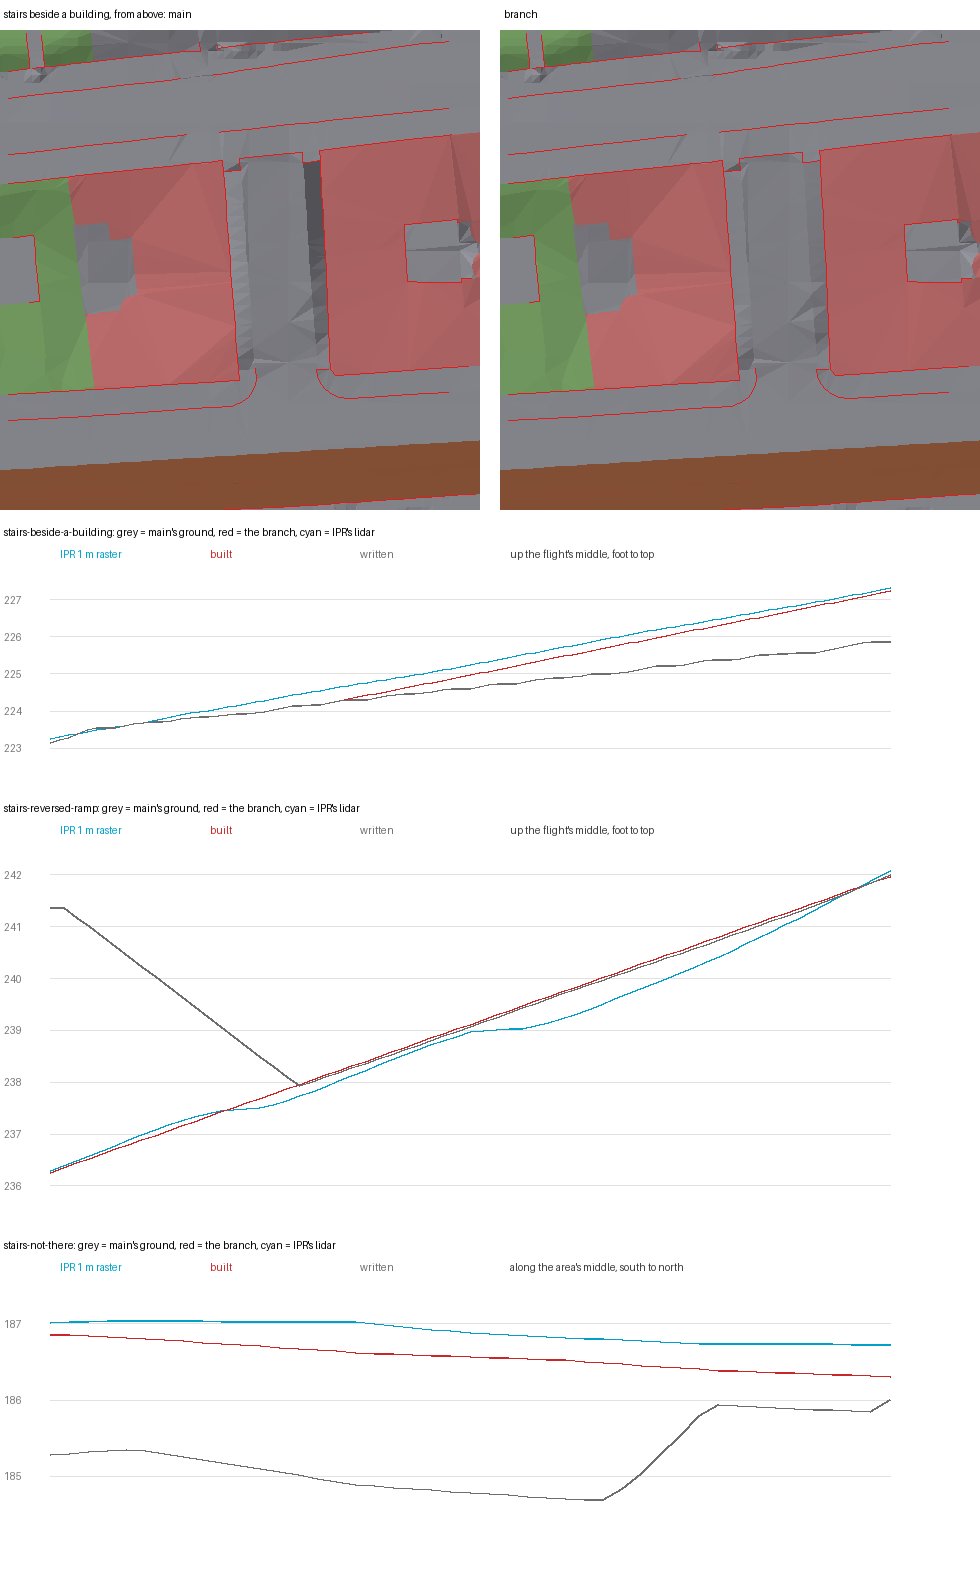 stairs beside a building, from above: main
branch
stairs-beside-a-building: grey = main's ground, red = the branch, cyan = IPR's lidar
IPR 1 m raster built written up the flight's middle, foot to top
227
226
225
224
223
stairs-reversed-ramp: grey = main's ground, red = the branch, cyan = IPR's lidar
IPR 1 m raster built written up the flight's middle, foot to top
242
241
240
239
238
237
236
stairs-not-there: grey = main's ground, red = the branch, cyan = IPR's lidar
IPR 1 m raster built written along the area's middle, south to north
187
186
185